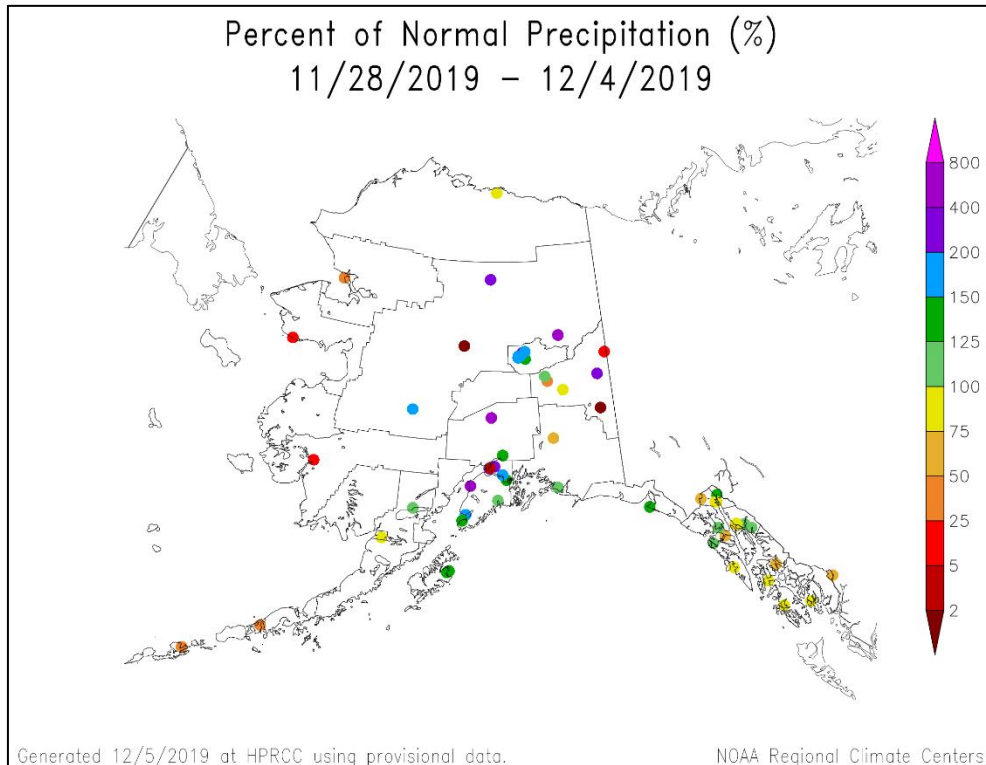 Percent of Normal Precipitation (%)
11/28/2019 – 12/4/2019
800
400
200
150
125
100
75
50
25
5
2
Generated 12/5/2019 at HPRCC using provisional data.
NOAA Regional Climate Centers